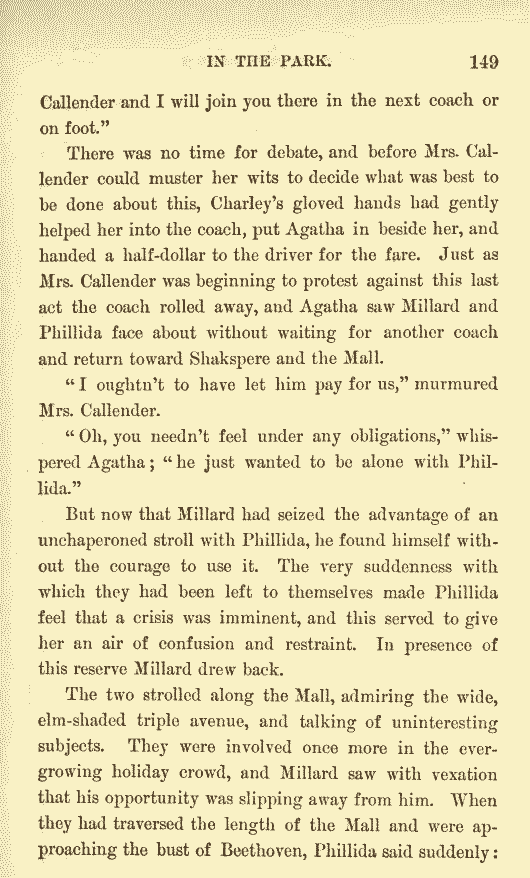 IN THE PARK. 149
Callender and I will join you there in the next coach or
on foot.”
There was no time for debate, and before Mrs. Cal-
lender could muster her wits to decide what was best to
be done about this, Charley’s gloved hands had gently
helped her into the coach, put Agatha in beside her, and
handed a half-dollar to the driver for the fare. Just as
Mrs. Callender was beginning to protest against this last
act the coach rolled away, and Agatha saw Millard and
Phillida face about without waiting for another coach
and return toward Shakspere and the Mall.
“I oughtn’t to have let him pay for us,” murmured
Mrs. Callender.
“Oh, you needn’t feel under any obligations,” whis-
pered Agatha; “he just wanted to be alone with Phil-
lida.”
But now that Millard had seized the advantage of an
unchaperoned stroll with Phillida, he found himself with-
out the courage to use it. The very suddenness with
which they had been left to themselves made Phillida
feel that a crisis was imminent, and this served to give
her an air of confusion and restraint. In presence of
this reserve Millard drew back.
The two strolled along the Mall, admiring the wide,
elm-shaded triple avenue, and talking of uninteresting
subjects. They were involved once more in the ever-
growing holiday crowd, and Millard saw with vexation
that his opportunity was slipping away from him. When
they had traversed the length of the Mall and were ap-
proaching the bust of Beethoven, Phillida said suddenly: